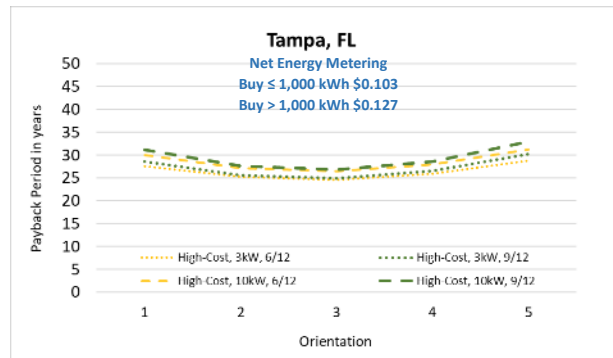 Tampa, FL
Net Energy Metering
Buy ≤ 1,000 kWh $0.103
Buy > 1,000 kWh $0.127
Payback Period in years
50
45
40
35
30
25
20
15
10
5
0
High-Cost, 3kW, 6/12
High-Cost, 3kW, 9/12
High-Cost, 10kW, 6/12
High-Cost, 10kW, 9/12
1 2 3 4 5
Orientation